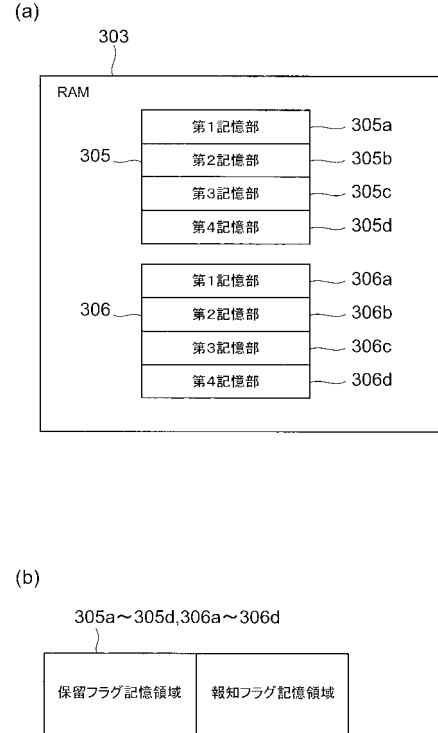 (a)
303
RAM
305
第1記憶部
305a
第2記憶部
305b
第3記憶部
305c
第4記憶部
305d
306
第1記憶部
306a
第2記憶部
306b
第3記憶部
306c
第4記憶部
306d
(b)
305a〜305d,306a〜306d
保留フラグ記憶領域
報知フラグ記憶領域